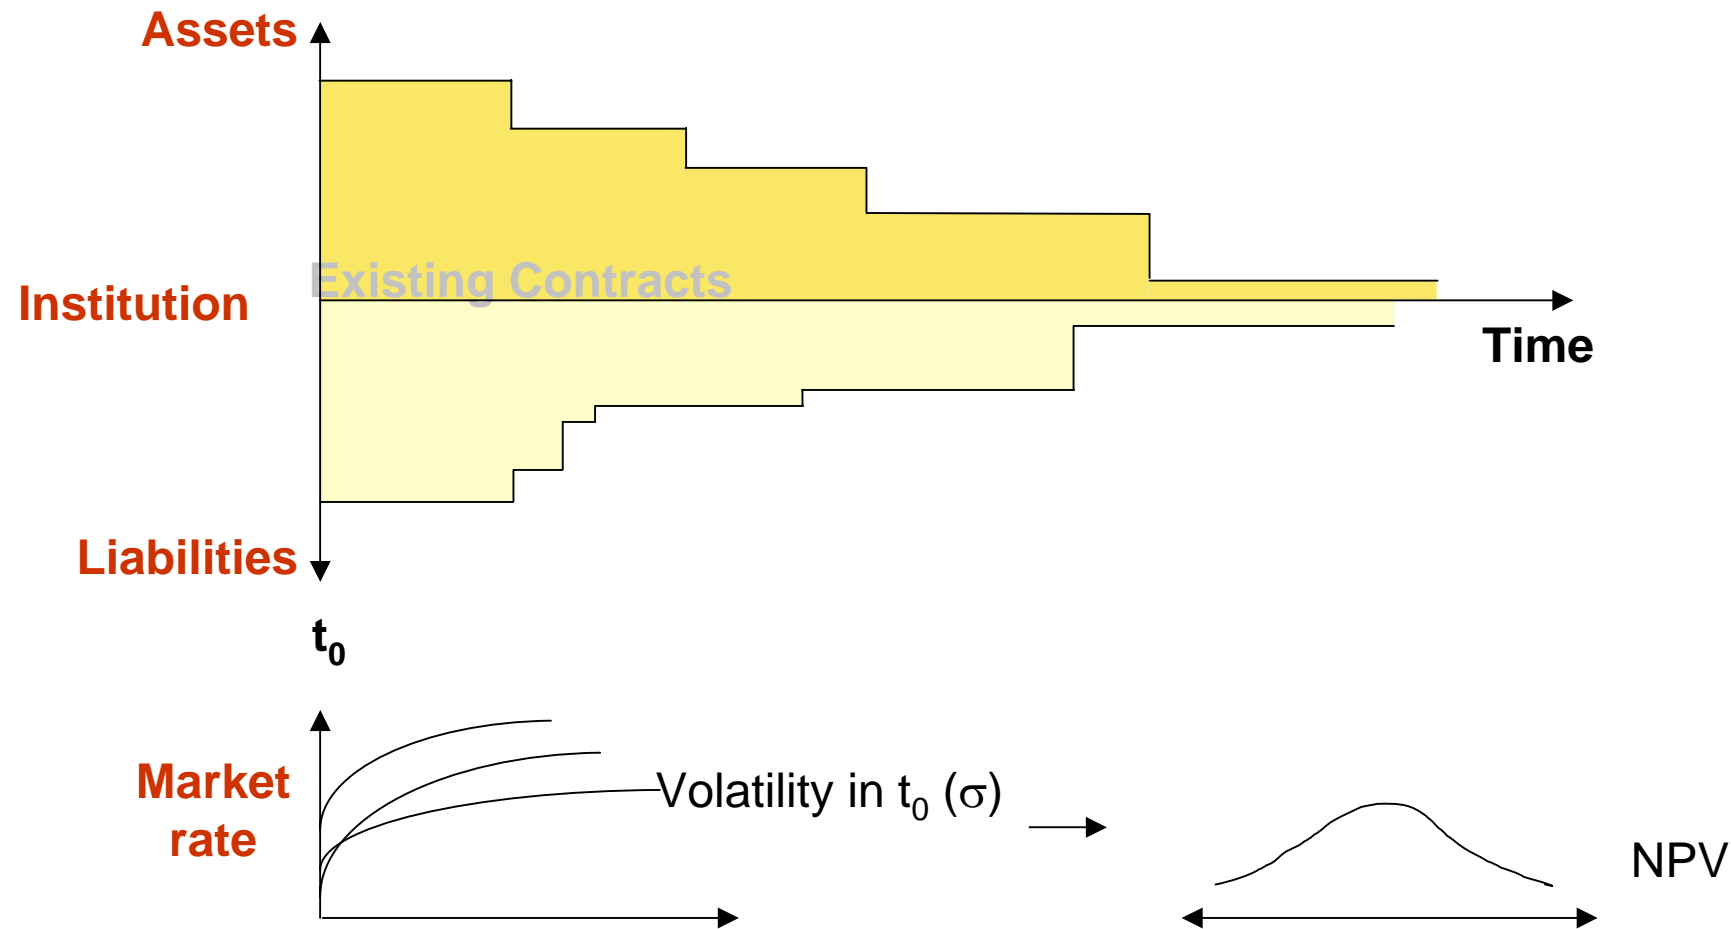 Assets
Existing Contracts
Institution
Time
Liabilities
t₀
Market
rate
Volatility in t₀ (σ)
NPV